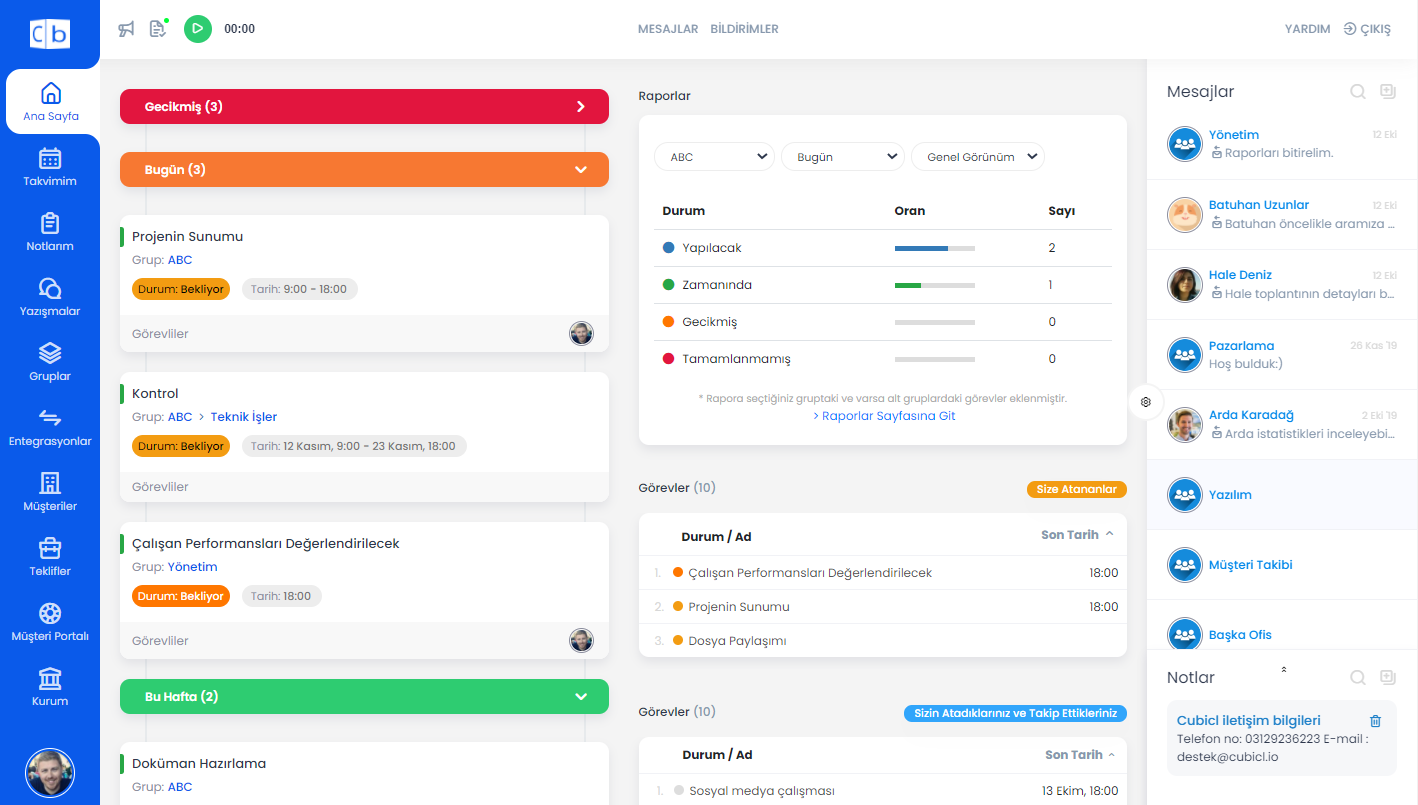 Cb
Ana Sayfa
Takvimim
Notlarım
Yazışmalar
Gruplar
Entegrasyonlar
Müşteriler
Teklifler
Müşteri Portalı
Kurum
00:00
MESAJLAR BİLDİRİMLER
YARDIM ÇIKIŞ
Gecikmiş (3)
Bugün (3)
Projenin Sunumu
Grup: ABC
Durum: Bekliyor Tarih: 9:00 - 18:00
Görevliler
Kontrol
Grup: ABC > Teknik İşler
Durum: Bekliyor Tarih: 12 Kasım, 9:00 - 23 Kasım, 18:00
Görevliler
Çalışan Performansları Değerlendirilecek
Grup: Yönetim
Durum: Bekliyor Tarih: 18:00
Görevliler
Bu Hafta (2)
Doküman Hazırlama
Grup: ABC
Raporlar
ABC Bugün Genel Görünüm
Durum Oran Sayı
Yapılacak 2
Zamanında 1
Gecikmiş 0
Tamamlanmamış 0
* Rapora seçtiğiniz gruptaki ve varsa alt gruplardaki görevler eklenmiştir.
> Raporlar Sayfasına Git
Görevler (10) Size Atananlar
Durum / Ad Son Tarih
1. Çalışan Performansları Değerlendirilecek 18:00
2. Projenin Sunumu 18:00
3. Dosya Paylaşımı
Görevler (10) Sizin Atadıklarınız ve Takip Ettikleriniz
Durum / Ad Son Tarih
1. Sosyal medya çalışması 13 Ekim, 18:00
Mesajlar
Yönetim 12 Eki
Raporları bitirelim.
Batuhan Uzunlar 12 Eki
Batuhan öncelikle aramıza ...
Hale Deniz 12 Eki
Hale toplantının detayları b...
Pazarlama 26 Kas '19
Hoş bulduk:)
Arda Karadağ 2 Eki '19
Arda istatistikleri inceleyebi...
Yazılım
Müşteri Takibi
Başka Ofis
Notlar
Cubicl iletişim bilgileri
Telefon no: 03129236223 E-mail :
destek@cubicl.io